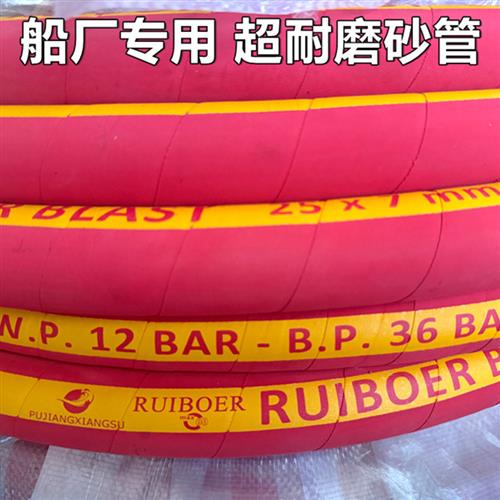 船厂专用 超耐磨砂管
R BLAST 25 x 7 mm
W.P. 12 BAR - B.P. 36 BA
PUJIANGXIANGSU RUIBOER RUIBOER B